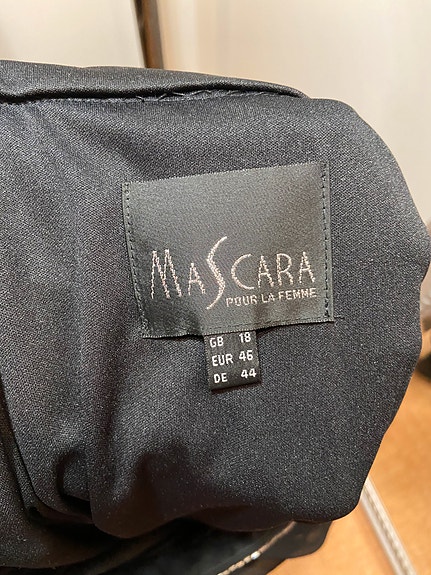 MASCARA
POUR LA FEMME
GB 18
EUR 46
DE 44